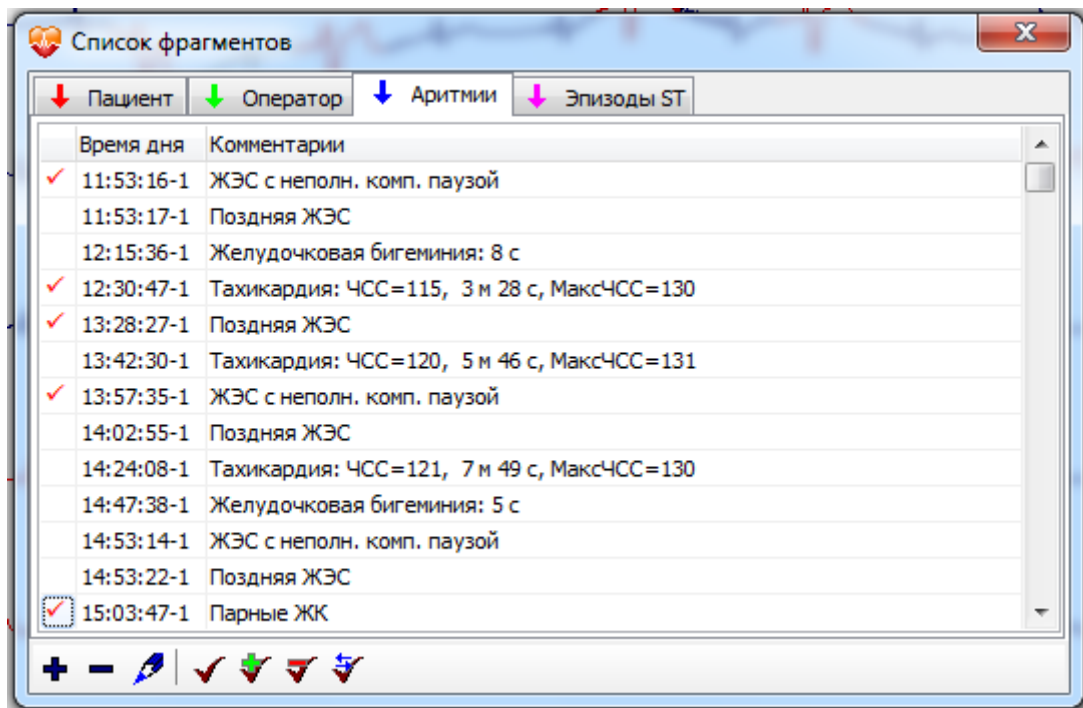 Список фрагментов
Пациент Оператор Аритмии Эпизоды ST
Время дня Комментарии
11:53:16-1 ЖЭС с неполн. комп. паузой
11:53:17-1 Поздняя ЖЭС
12:15:36-1 Желудочковая бигеминия: 8 с
12:30:47-1 Тахикардия: ЧСС=115, 3 м 28 с, МаксЧСС=130
13:28:27-1 Поздняя ЖЭС
13:42:30-1 Тахикардия: ЧСС=120, 5 м 46 с, МаксЧСС=131
13:57:35-1 ЖЭС с неполн. комп. паузой
14:02:55-1 Поздняя ЖЭС
14:24:08-1 Тахикардия: ЧСС=121, 7 м 49 с, МаксЧСС=130
14:47:38-1 Желудочковая бигеминия: 5 с
14:53:14-1 ЖЭС с неполн. комп. паузой
14:53:22-1 Поздняя ЖЭС
15:03:47-1 Парные ЖК